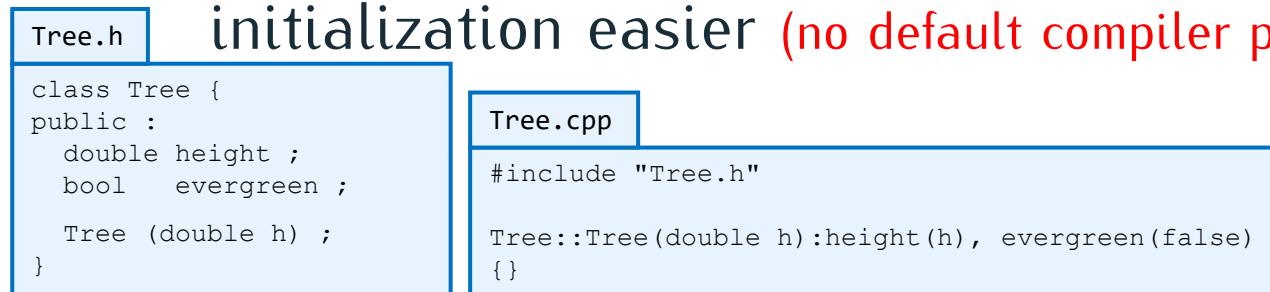 initialization easier (no default compiler
Tree.h
class Tree {
public :
double height ;
bool evergreen ;
Tree (double h) ;
}
Tree.cpp
#include "Tree.h"
Tree::Tree(double h):height(h), evergreen(false)
{}